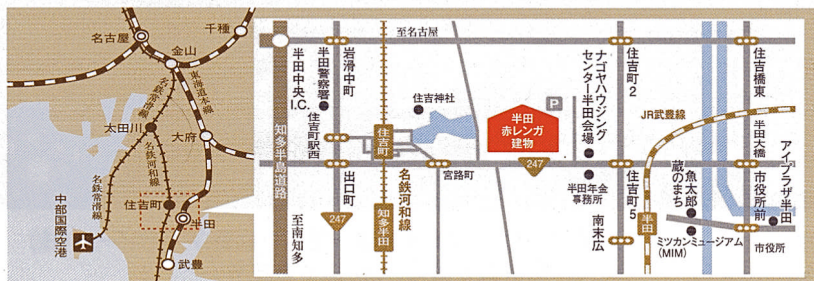 千種
名古屋
金山
東海道本線
名鉄常滑線
太田川
大府
名鉄河和線
名鉄常滑線
中部国際空港
住吉町
半田
武豊
至名古屋
半田中央I.C.
半田警察署
岩滑中町
住吉町駅西
住吉町
住吉神社
半田
赤レンガ
建物
P
ナゴヤハウジング
センター半田会場
住吉町2
住吉橋東
JR武豊線
半田大橋
知多半島道路
出口町
247
名鉄河和線
宮路町
247
半田年金
事務所
住吉町5
半田
魚太郎
蔵のまち
市役所前
アイプラザ半田
至南知多
247
知多半田
南末広
ミツカンミュージアム
(MIM)
市役所